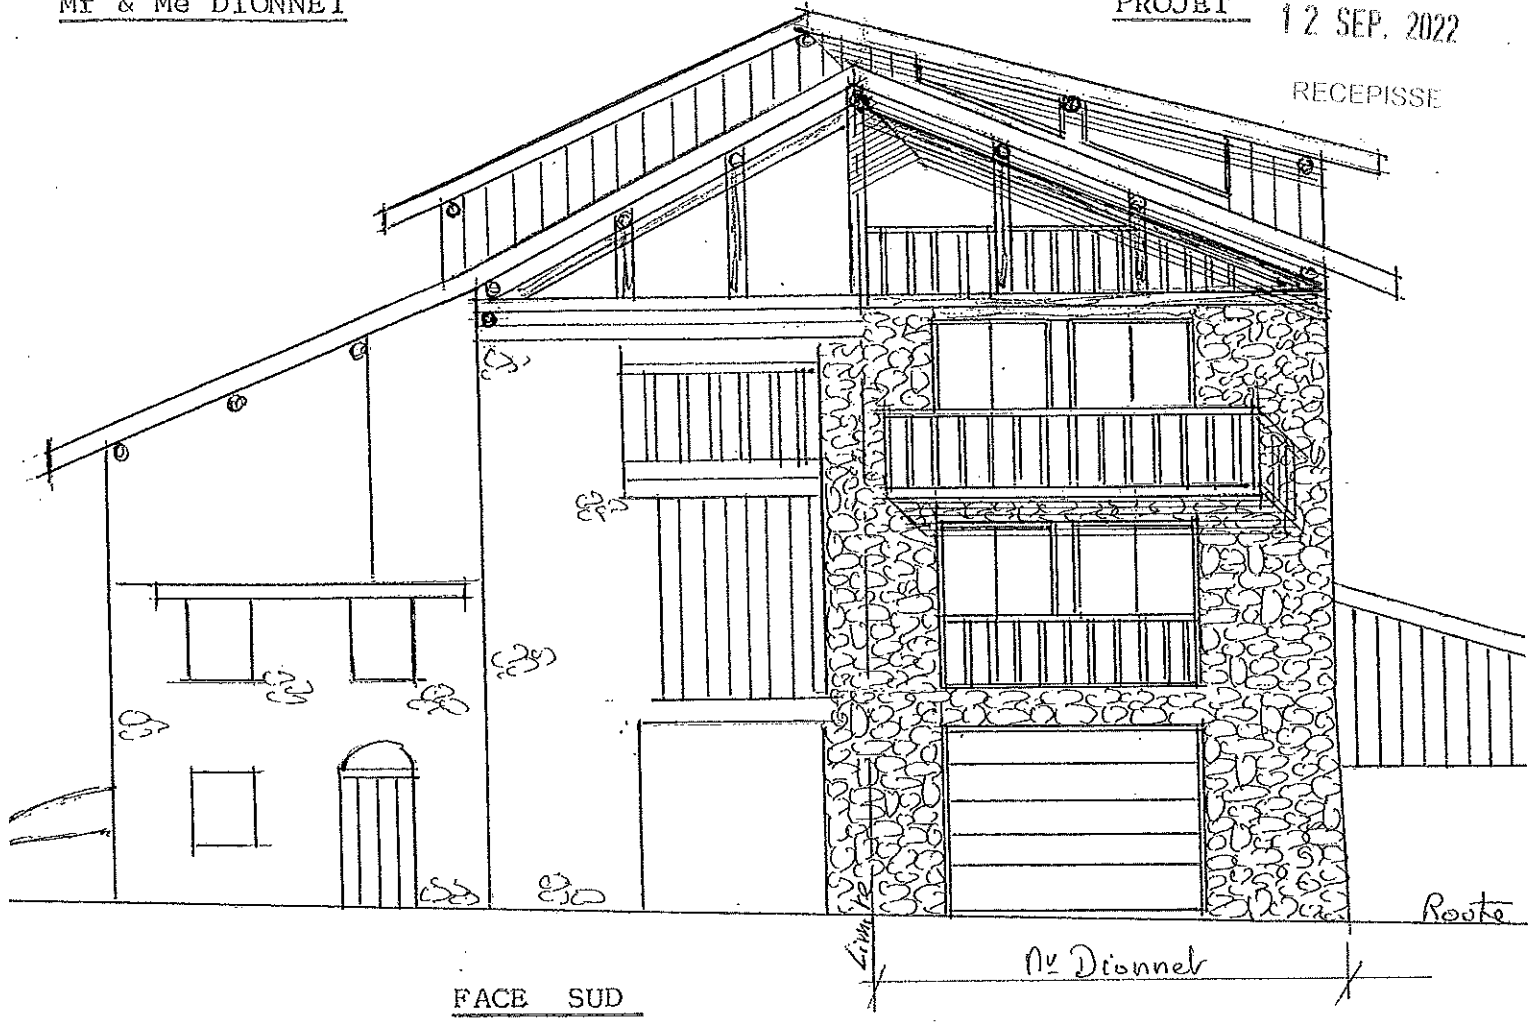 Mr & Me DIONNET
PROJET
12 SEP. 2022
RECEPISSE
Route
Limite
Mr Dionnet
FACE SUD